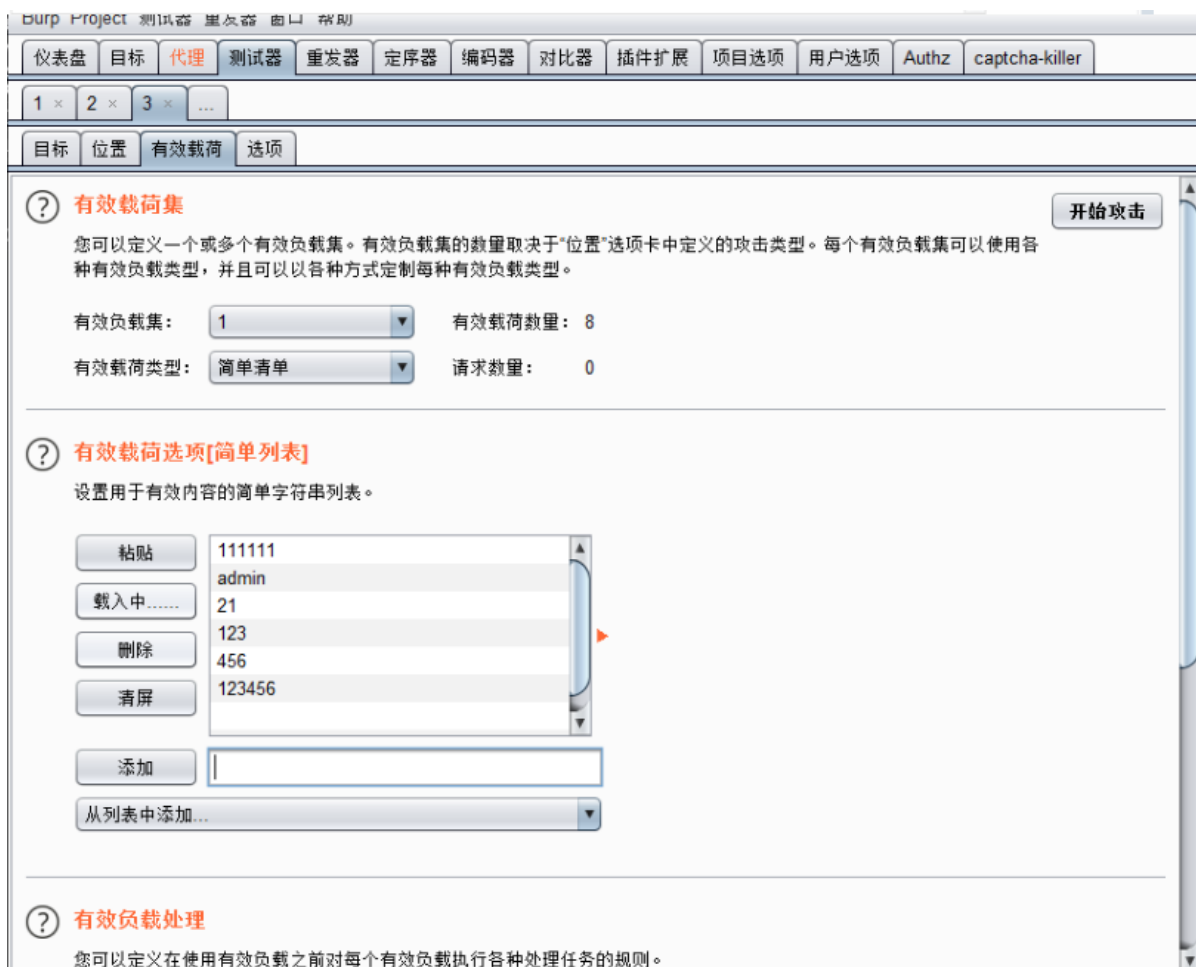 Burp Project 测试器 重发器 窗口 帮助
仪表盘 目标 代理 测试器 重发器 定序器 编码器 对比器 插件扩展 项目选项 用户选项 Authz captcha-killer
1 × 2 × 3 × ...
目标 位置 有效载荷 选项
? 有效载荷集
开始攻击
您可以定义一个或多个有效负载集。有效负载集的数量取决于“位置”选项卡中定义的攻击类型。每个有效负载集可以使用各
种有效负载类型，并且可以以各种方式定制每种有效负载类型。
有效负载集： 1 有效载荷数量： 8
有效载荷类型： 简单清单 请求数量： 0
? 有效载荷选项[简单列表]
设置用于有效内容的简单字符串列表。
粘贴
载入中……
删除
清屏
111111
admin
21
123
456
123456
添加
从列表中添加...
? 有效负载处理
您可以定义在使用有效负载之前对每个有效负载执行各种处理任务的规则。